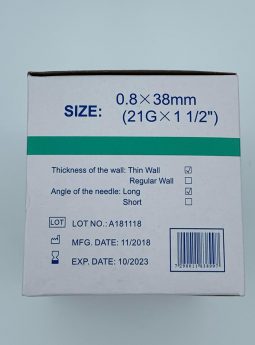 SIZE: 0.8×38mm
(21G×1 1/2")
Thickness of the wall: Thin Wall ☑
Regular Wall ☐
Angle of the needle: Long ☑
Short ☐
LOT LOT NO.: A181118
MFG. DATE: 11/2018
EXP. DATE: 10/2023